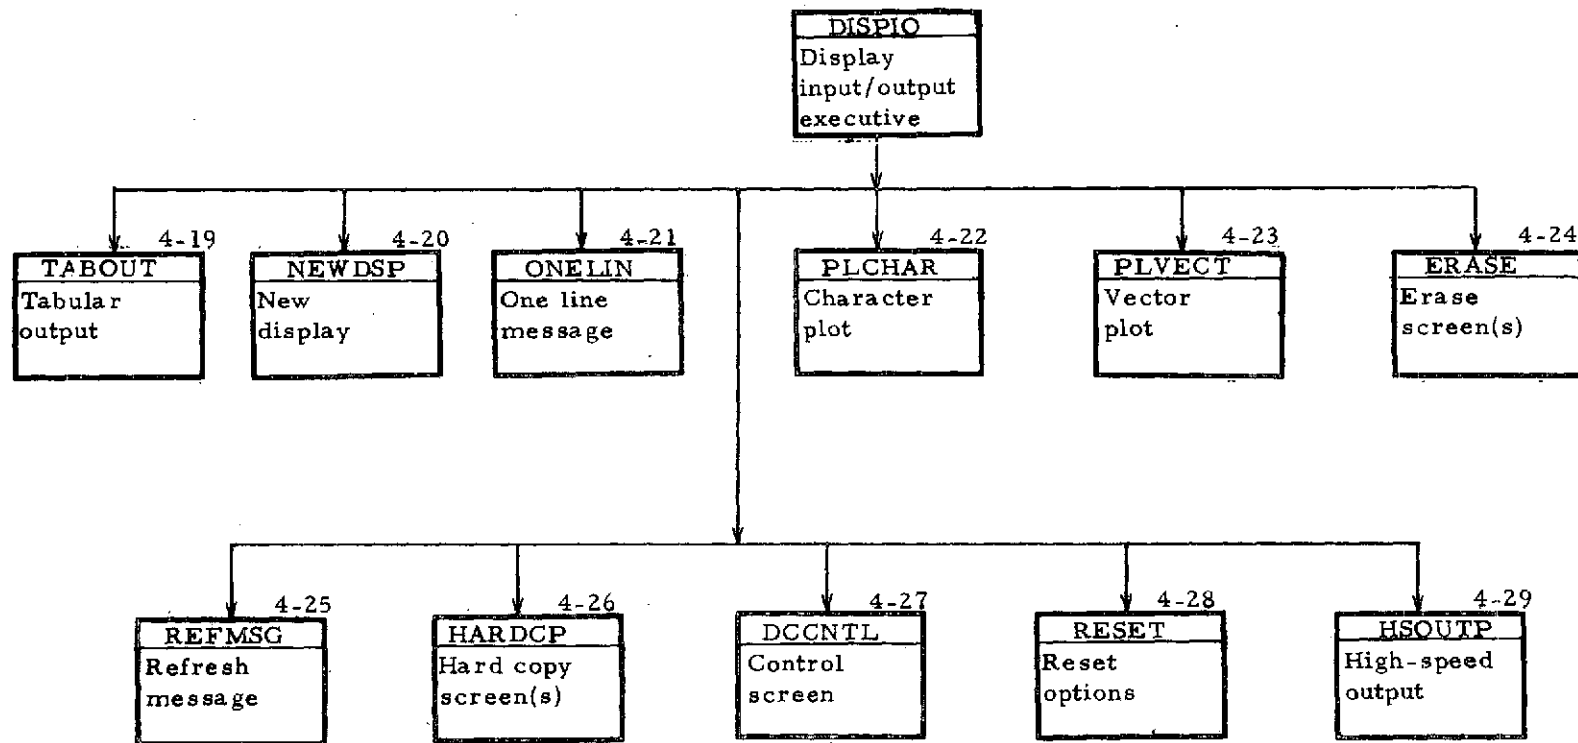 DISPIO
Display
input/output
executive
4-19
TABOUT
Tabular
output
4-20
NEWDSP
New
display
4-21
ONELIN
One line
message
4-22
PLCHAR
Character
plot
4-23
PLVECT
Vector
plot
4-24
ERASE
Erase
screen(s)
4-25
REFMSG
Refresh
message
4-26
HARDCP
Hard copy
screen(s)
4-27
DCCNTL
Control
screen
4-28
RESET
Reset
options
4-29
HSOUTP
High-speed
output